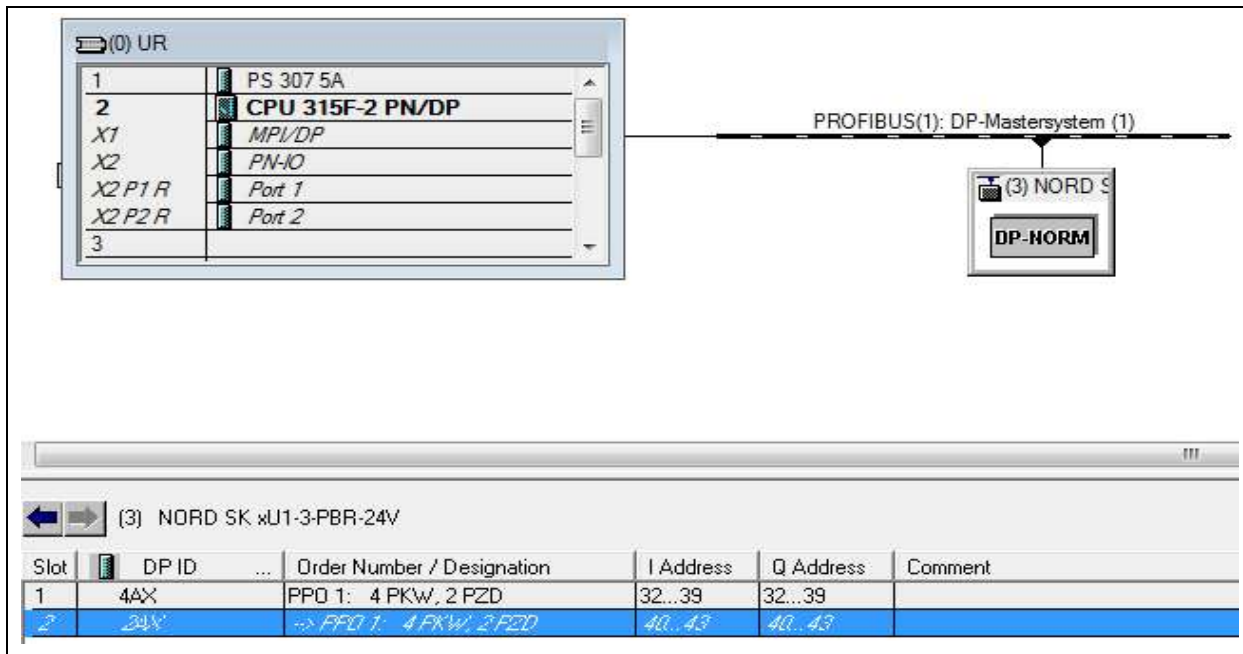 (0) UR
1 PS 307 5A
2 CPU 315F-2 PN/DP
X1 MPI/DP
X2 PN-IO
X2 P1 R Port 1
X2 P2 R Port 2
3
PROFIBUS(1): DP-Mastersystem (1)
(3) NORD S
DP-NORM
(3) NORD SK xU1-3-PBR-24V
Slot DP ID ... Order Number / Designation I Address Q Address Comment
1 4AX PPO 1: 4 PKW, 2 PZD 32...39 32...39
2 2AX --> PPO 1: 4 PKW, 2 PZD 40...43 40...43